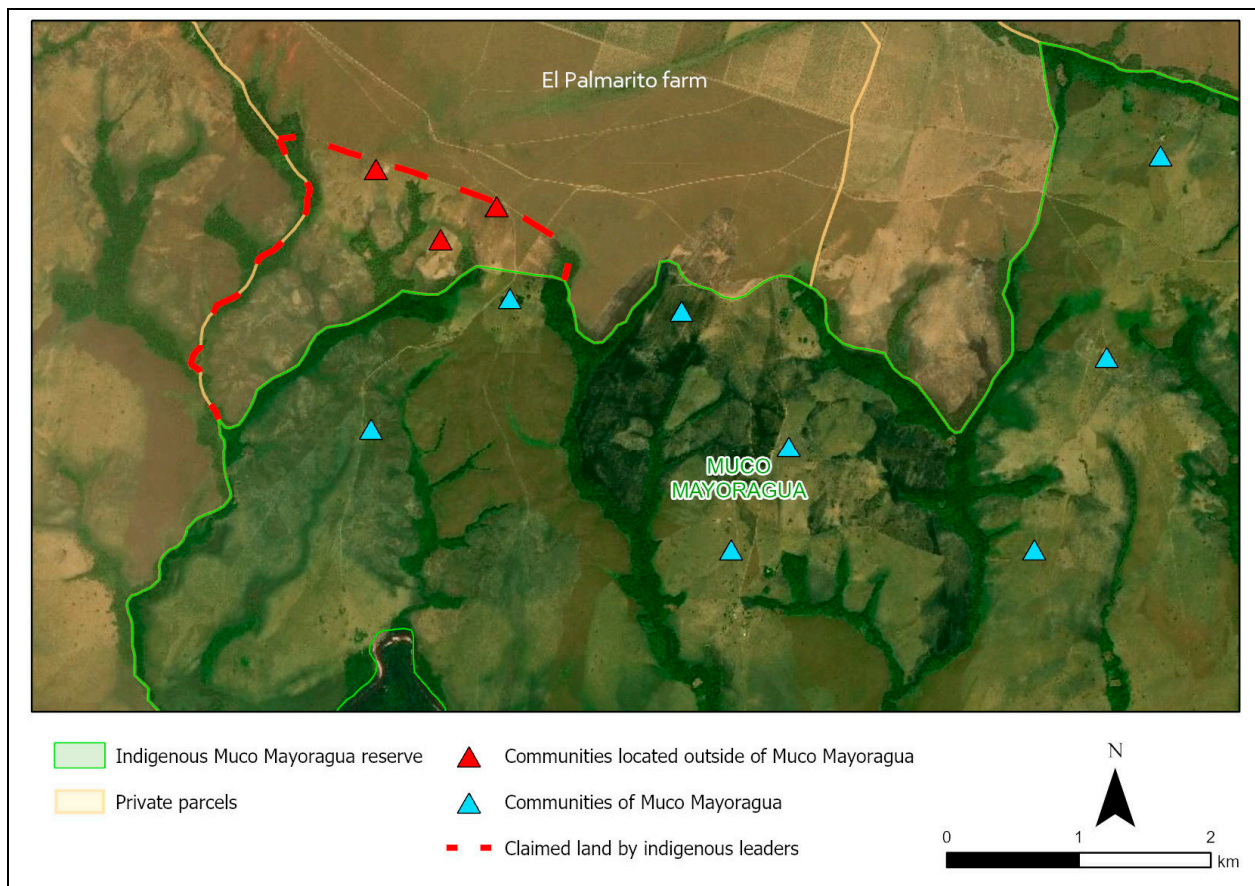 El Palmarito farm
MUCO
MAYORAGUA
Indigenous Muco Mayoragua reserve
Private parcels
Communities located outside of Muco Mayoragua
Communities of Muco Mayoragua
Claimed land by indigenous leaders
N
0 1 2
km